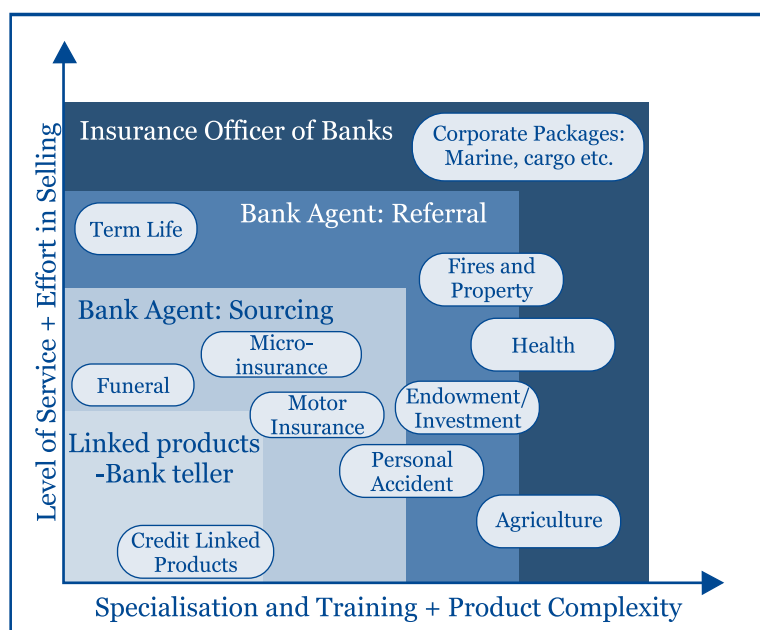 Level of Service + Effort in Selling
Insurance Officer of Banks
Corporate Packages:
Marine, cargo etc.
Bank Agent: Referral
Term Life
Fires and
Property
Bank Agent: Sourcing
Micro-
insurance
Health
Funeral
Motor
Insurance
Endowment/
Investment
Linked products
-Bank teller
Personal
Accident
Agriculture
Credit Linked
Products
Specialisation and Training + Product Complexity